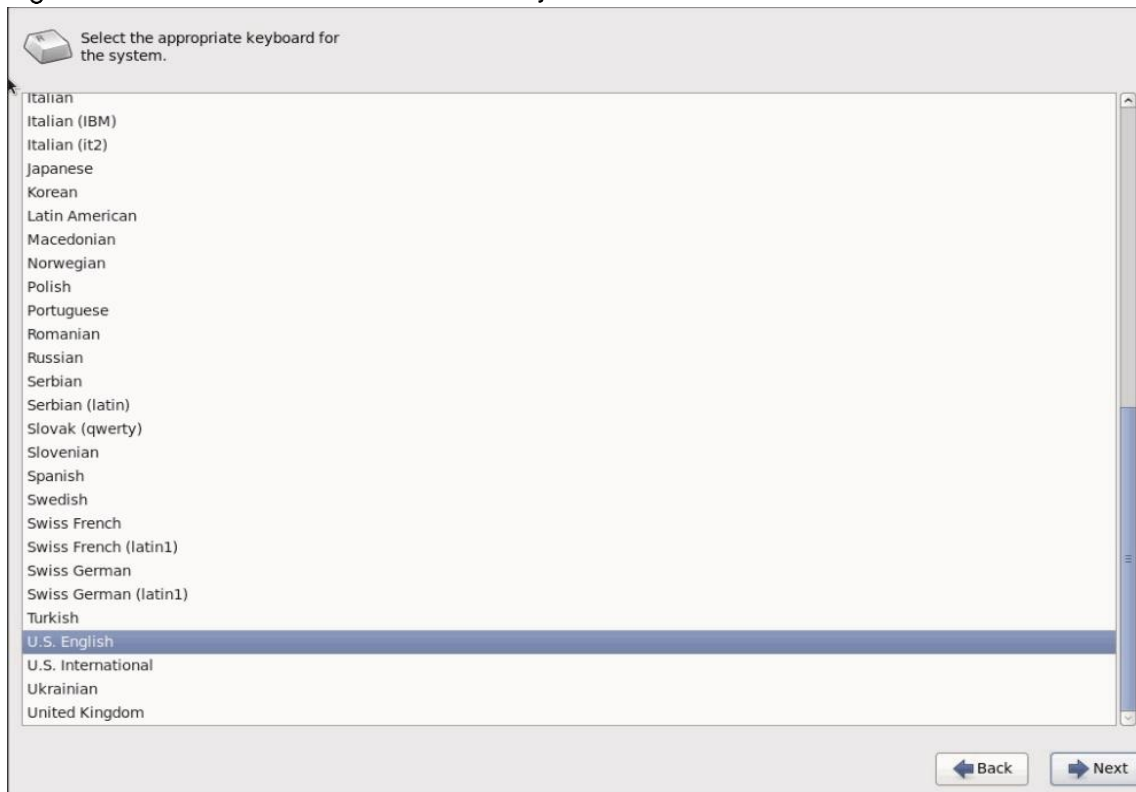 Select the appropriate keyboard for
the system.
Italian
Italian (IBM)
Italian (it2)
Japanese
Korean
Latin American
Macedonian
Norwegian
Polish
Portuguese
Romanian
Russian
Serbian
Serbian (latin)
Slovak (qwerty)
Slovenian
Spanish
Swedish
Swiss French
Swiss French (latin1)
Swiss German
Swiss German (latin1)
Turkish
U.S. English
U.S. International
Ukrainian
United Kingdom
Back
Next